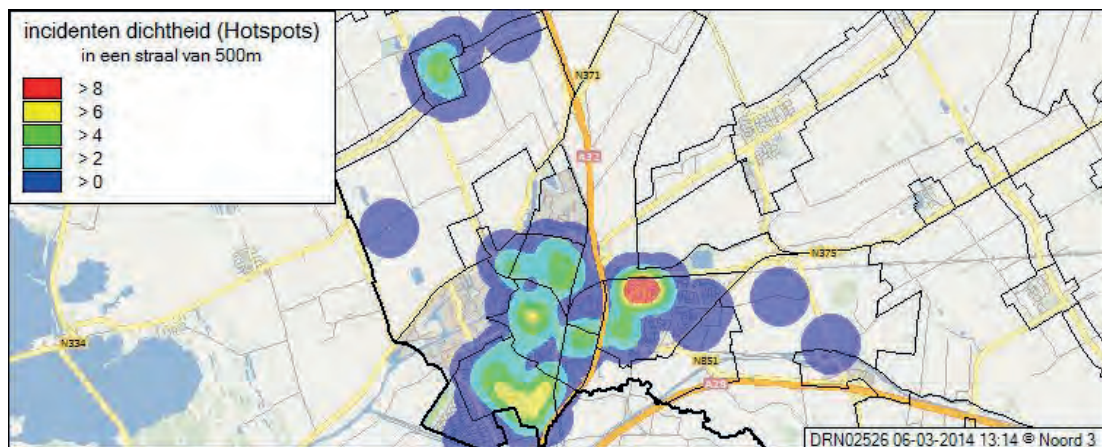 incidenten dichtheid (Hotspots)
in een straal van 500m
> 8
> 6
> 4
> 2
> 0
N371
A32
N375
N334
N851
DRN02526 06-03-2014 13:14 © Noord 3